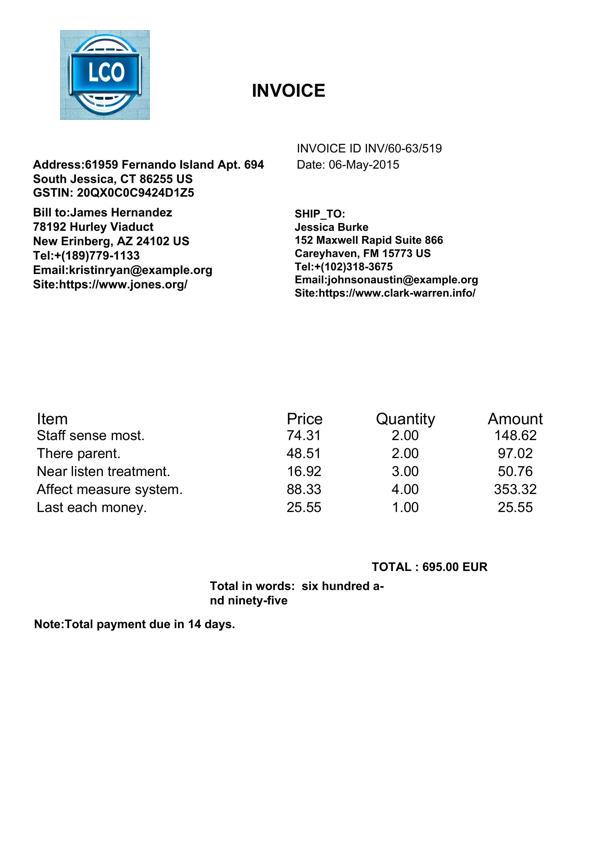 LCO
INVOICE
INVOICE ID INV/60-63/519
Date: 06-May-2015
Address:61959 Fernando Island Apt. 694
South Jessica, CT 86255 US
GSTIN: 20QX0C0C9424D1Z5
Bill to:James Hernandez
78192 Hurley Viaduct
New Erinberg, AZ 24102 US
Tel:+(189)779-1133
Email:kristinryan@example.org
Site:https://www.jones.org/
SHIP_TO:
Jessica Burke
152 Maxwell Rapid Suite 866
Careyhaven, FM 15773 US
Tel:+(102)318-3675
Email:johnsonaustin@example.org
Site:https://www.clark-warren.info/
Item Price Quantity Amount
Staff sense most. 74.31 2.00 148.62
There parent. 48.51 2.00 97.02
Near listen treatment. 16.92 3.00 50.76
Affect measure system. 88.33 4.00 353.32
Last each money. 25.55 1.00 25.55
TOTAL : 695.00 EUR
Total in words: six hundred a-
nd ninety-five
Note:Total payment due in 14 days.